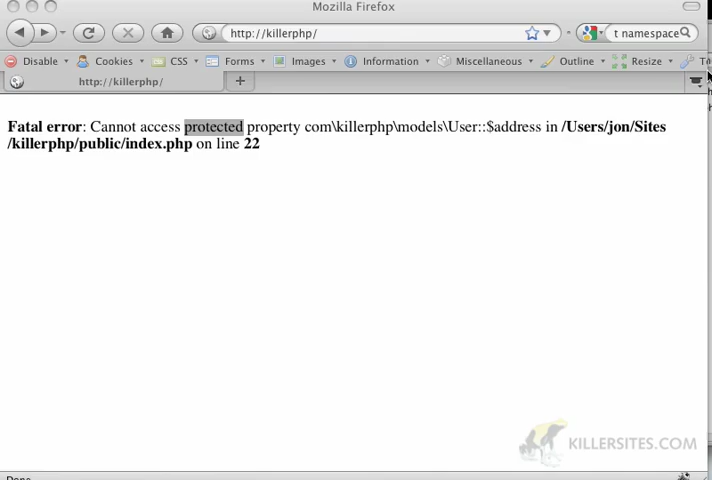 Mozilla Firefox
http://killerphp/
t namespace
Disable Cookies CSS Forms Images Information Miscellaneous Outline Resize
http://killerphp/
Fatal error: Cannot access protected property com\killerphp\models\User::$address in /Users/jon/Sites
/killerphp/public/index.php on line 22
KILLERSITES.COM
Done